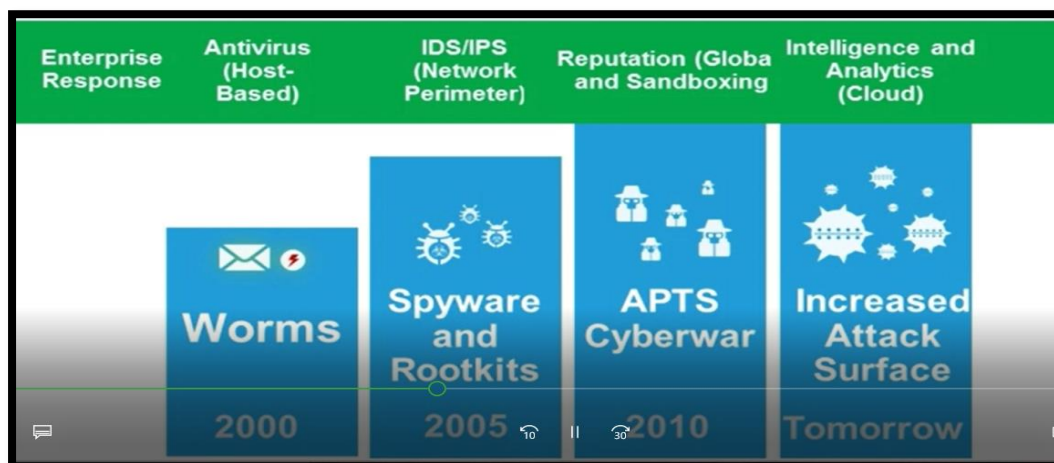 Enterprise
Response
Antivirus
(Host-
Based)
IDS/IPS
(Network
Perimeter)
Reputation (Globa
and Sandboxing
Intelligence and
Analytics
(Cloud)
Worms
2000
Spyware
and
Rootkits
2005
APTS
Cyberwar
2010
Increased
Attack
Surface
Tomorrow
10
30